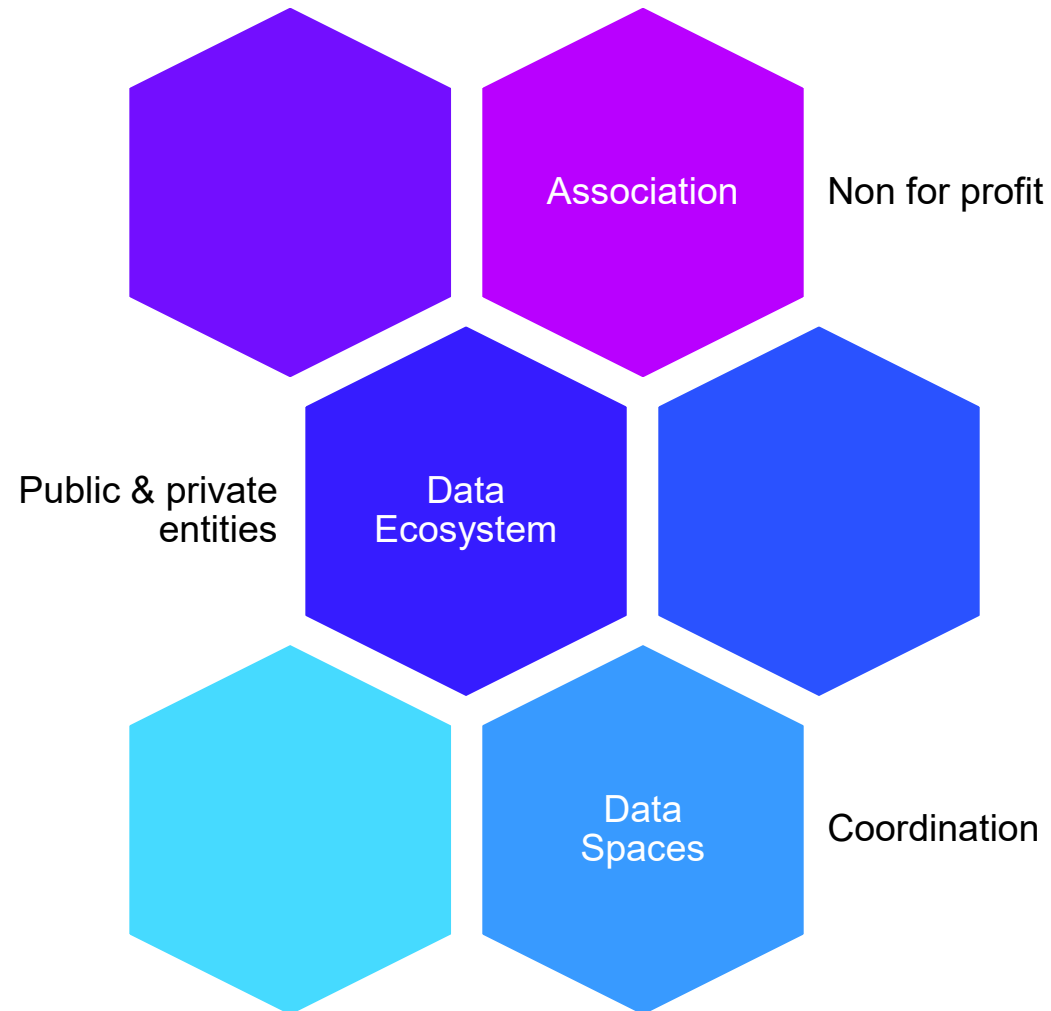 Association
Non for profit
Public & private
entities
Data
Ecosystem
Data
Spaces
Coordination